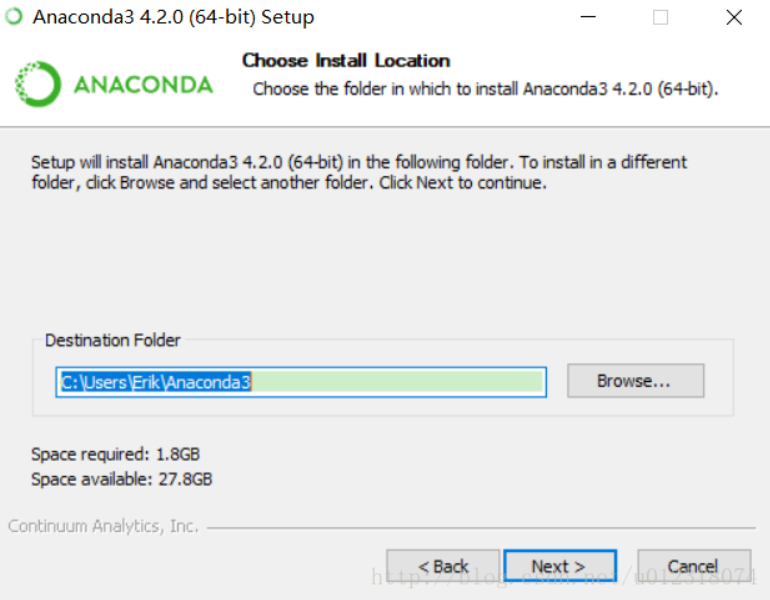 Anaconda3 4.2.0 (64-bit) Setup
ANACONDA
Choose Install Location
Choose the folder in which to install Anaconda3 4.2.0 (64-bit).
Setup will install Anaconda3 4.2.0 (64-bit) in the following folder. To install in a different
folder, click Browse and select another folder. Click Next to continue.
Destination Folder
C:\Users\Erik\Anaconda3
Browse...
Space required: 1.8GB
Space available: 27.8GB
Continuum Analytics, Inc.
< Back
Next >
Cancel
http://blog.csdn.net/u012318074